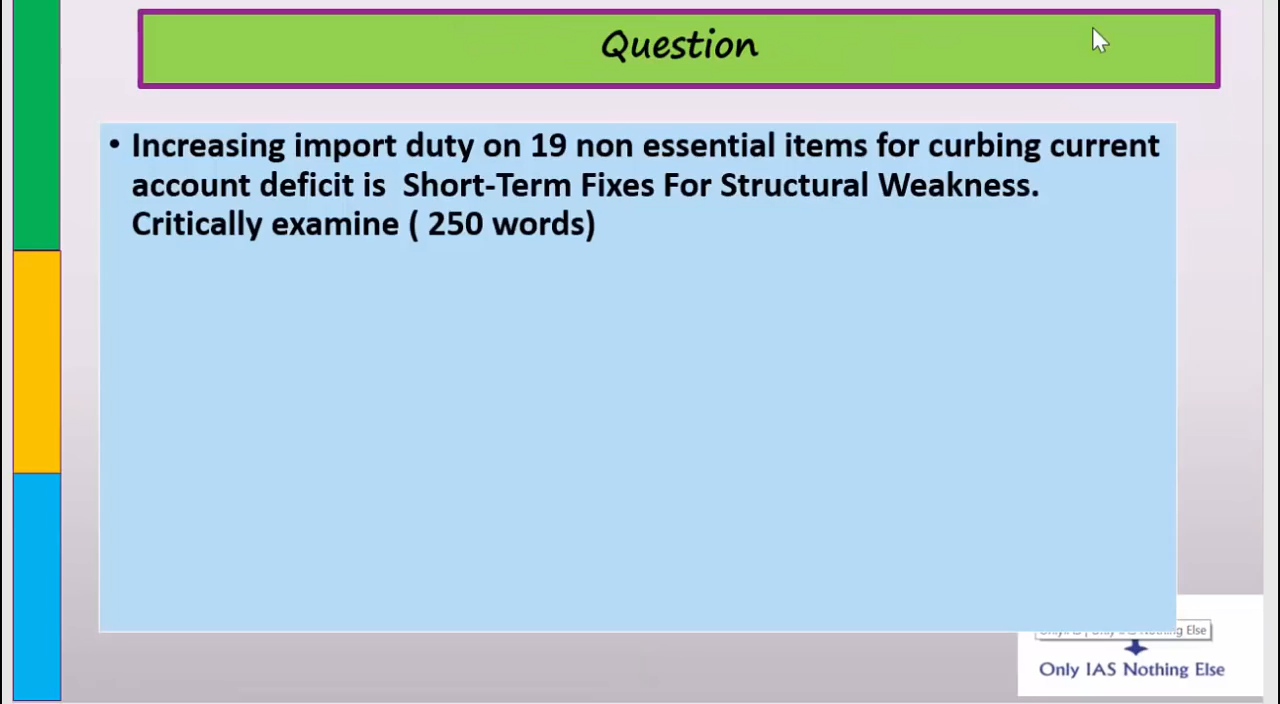 Question
• Increasing import duty on 19 non essential items for curbing current
account deficit is  Short-Term Fixes For Structural Weakness.
Critically examine ( 250 words)
Only IAS Nothing Else